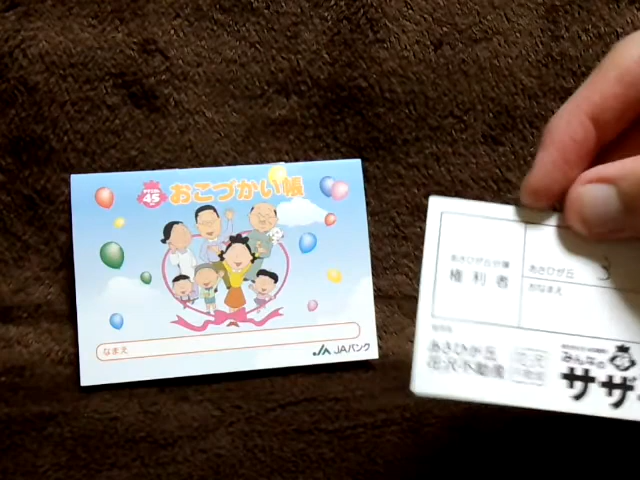 45
おこづかい帳
なまえ
JAバンク
あさひが丘分譲
権利者
あさひが丘 3
おなまえ
あさひが丘
花沢不動産
みんなの
サザ